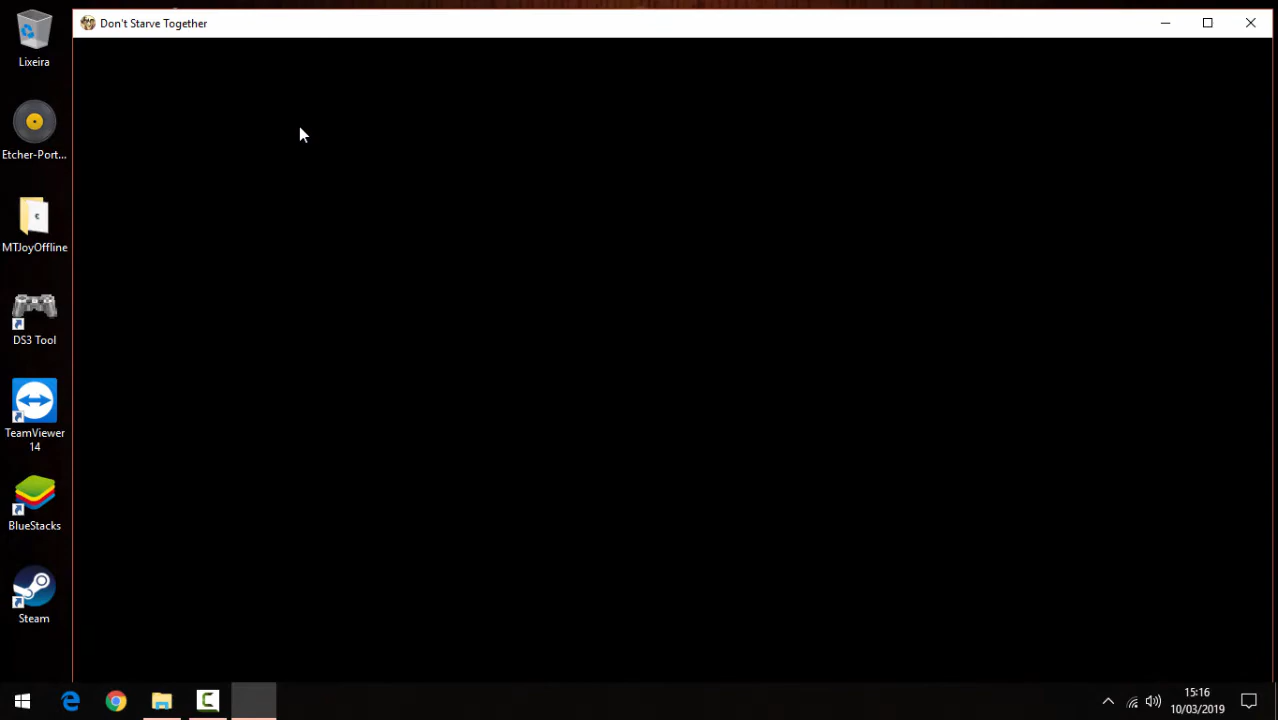 Don't Starve Together
Lixeira
Etcher-Port...
MTJoyOffline
DS3 Tool
TeamViewer
14
BlueStacks
Steam
15:16
10/03/2019